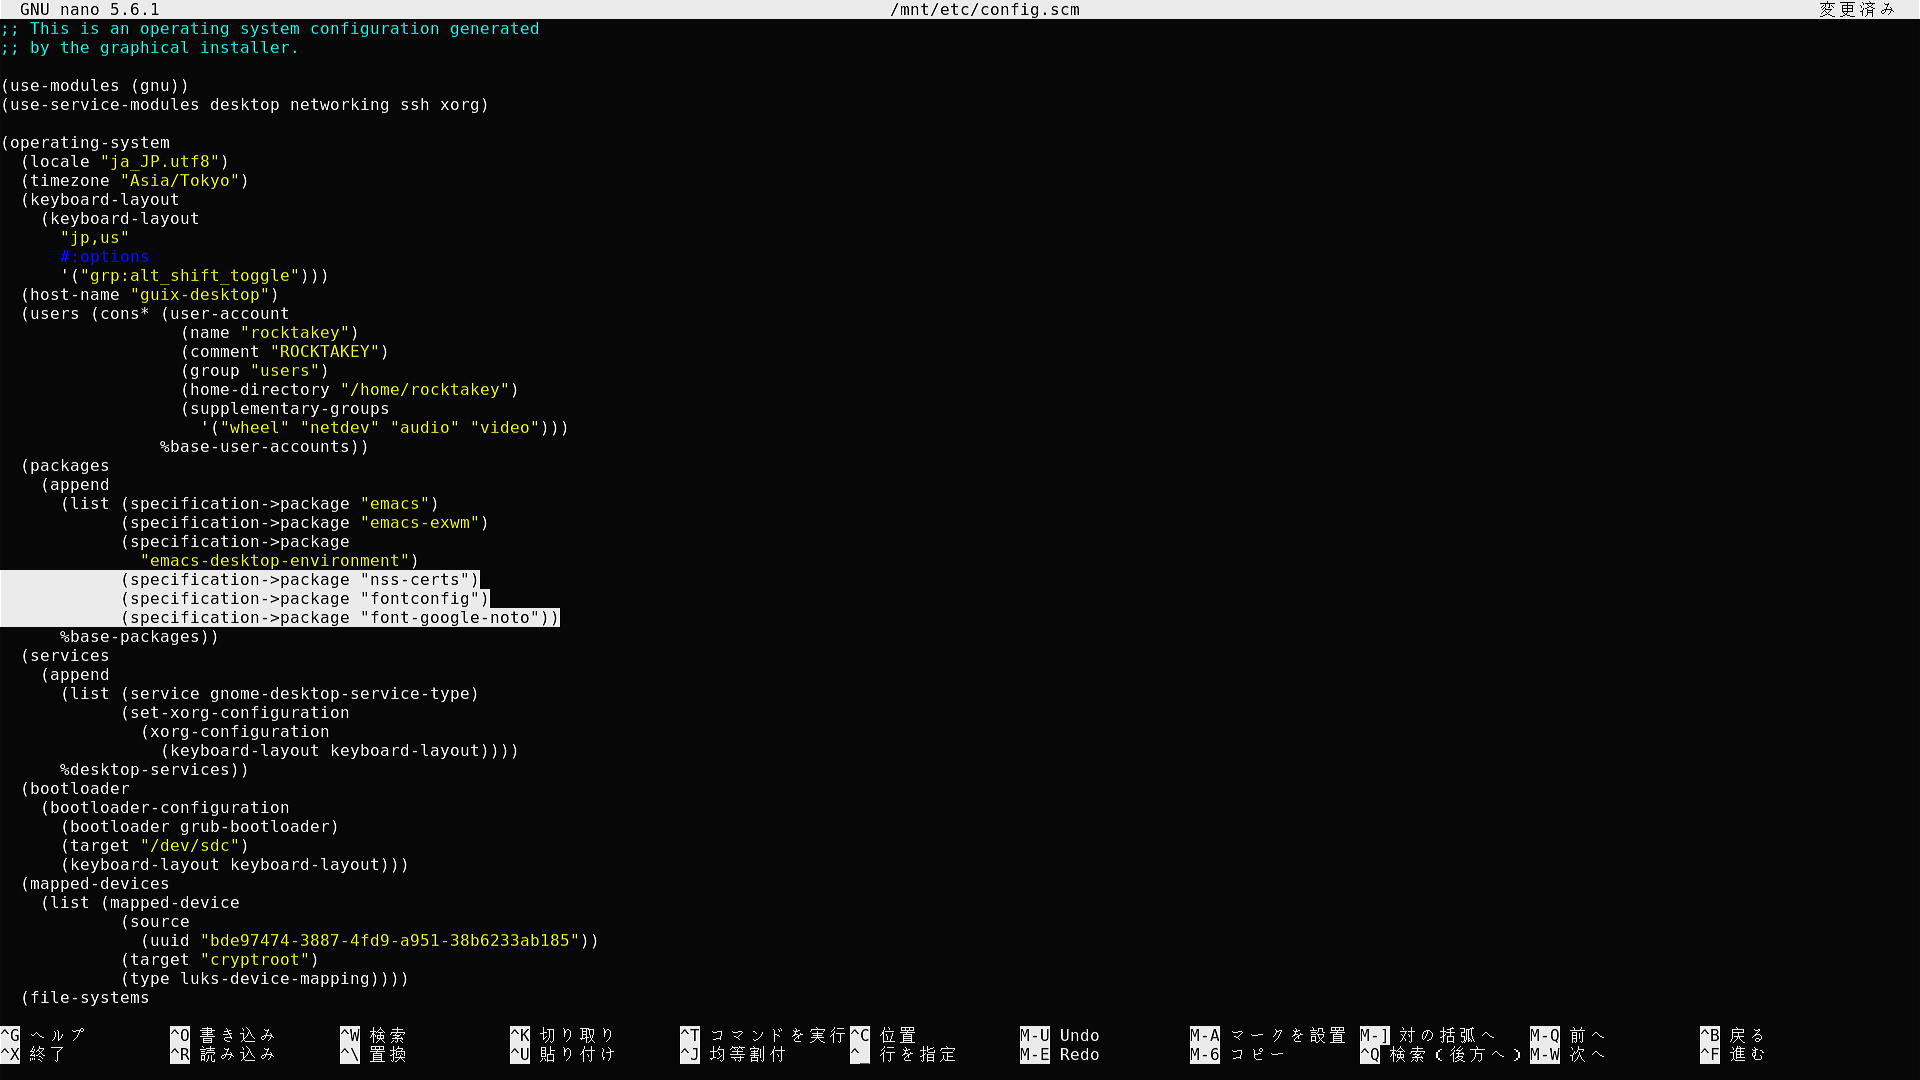 GNU nano 5.6.1 /mnt/etc/config.scm 変更済み
;; This is an operating system configuration generated
;; by the graphical installer.
(use-modules (gnu))
(use-service-modules desktop networking ssh xorg)
(operating-system
  (locale "ja_JP.utf8")
  (timezone "Asia/Tokyo")
  (keyboard-layout
    (keyboard-layout
      "jp,us"
      #:options
      '("grp:alt_shift_toggle")))
  (host-name "guix-desktop")
  (users (cons* (user-account
                  (name "rocktakey")
                  (comment "ROCKTAKEY")
                  (group "users")
                  (home-directory "/home/rocktakey")
                  (supplementary-groups
                    '("wheel" "netdev" "audio" "video")))
                %base-user-accounts))
  (packages
    (append
      (list (specification->package "emacs")
            (specification->package "emacs-exwm")
            (specification->package
              "emacs-desktop-environment")
            (specification->package "nss-certs")
            (specification->package "fontconfig")
            (specification->package "font-google-noto"))
      %base-packages))
  (services
    (append
      (list (service gnome-desktop-service-type)
            (set-xorg-configuration
              (xorg-configuration
                (keyboard-layout keyboard-layout))))
      %desktop-services))
  (bootloader
    (bootloader-configuration
      (bootloader grub-bootloader)
      (target "/dev/sdc")
      (keyboard-layout keyboard-layout)))
  (mapped-devices
    (list (mapped-device
            (source
              (uuid "bde97474-3887-4fd9-a951-38b6233ab185"))
            (target "cryptroot")
            (type luks-device-mapping))))
  (file-systems
^G ヘルプ ^O 書き込み ^W 検索 ^K 切り取り ^T コマンドを実行 ^C 位置 M-U Undo M-A マークを設置 M-] 対の括弧へ M-Q 前へ ^B 戻る
^X 終了 ^R 読み込み ^\ 置換 ^U 貼り付け ^J 均等割付 ^_ 行を指定 M-E Redo M-6 コピー ^Q 検索(後方へ) M-W 次へ ^F 進む